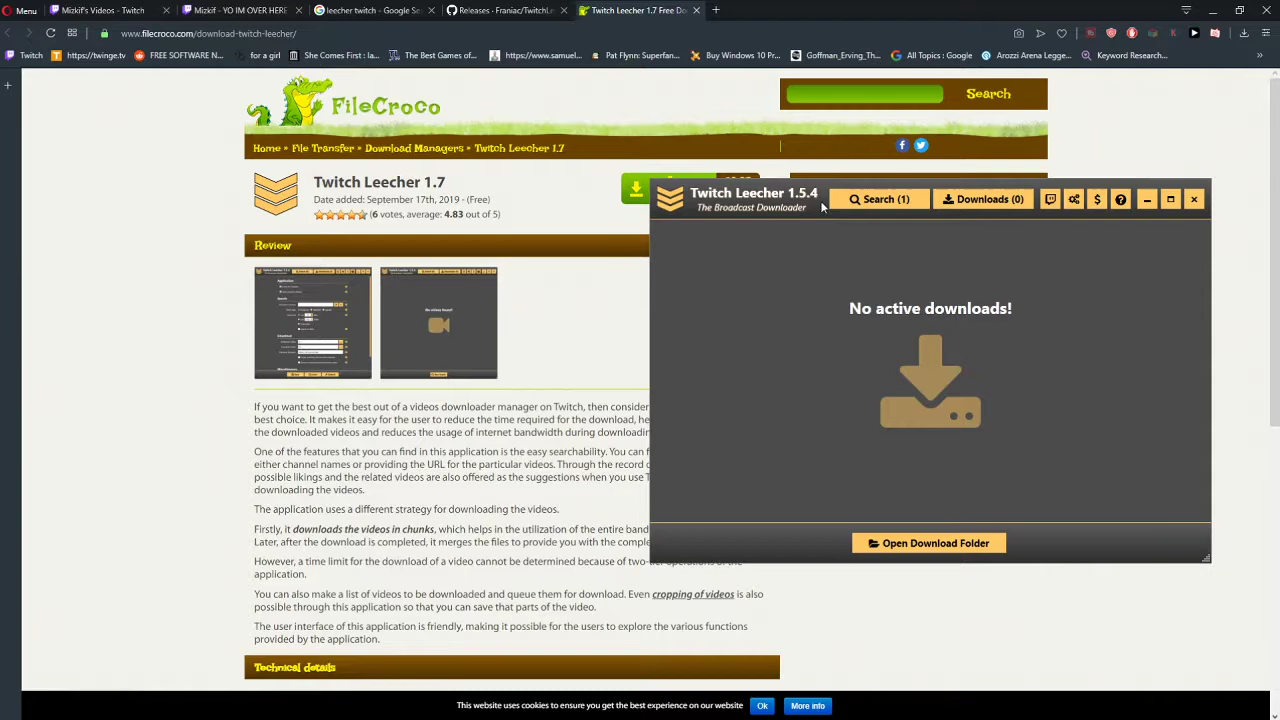 Menu
Mizkif's Videos - Twitch
Mizkif - YO IM OVER HERE
eecher twitch - Google Se
Releases - Franiac/TwitchLe
Twitch Leecher 1.7 Free Do
www.filecroco.com/download-twitch-leecher/
Twitch
https://twinge.tv
FREE SOFTWARE N...
for a girl
She Comes First : la...
The Best Games of...
https://www.samuel...
Pat Flynn: Superfan...
Buy Windows 10 P...
Goffman_Erving_Th...
All Topics : Google
Arozzi Arena Legge...
Keyword Research...
FileCroco
Search
Home » File Transfer » Download Managers » Twitch Leecher 1.7
Twitch Leecher 1.7
Date added: September 17th, 2019 - (Free)
(6 votes, average: 4.83 out of 5)
Review
Twitch Leecher 1.5.4
The Broadcast Downloader
Search (1)
Downloads (0)
No active downloads!
Open Download Folder
No videos found!
If you want to get the best out of a videos downloader manager on Twitch, then consider
best choice. It makes it easy for the user to reduce the time required for the download, he
the downloaded videos and reduces the usage of internet bandwidth during downloadin
One of the features that you can find in this application is the easy searchability. You can f
either channel names or providing the URL for the particular videos. Through the record o
possible likings and the related videos are also offered as the suggestions when you use T
downloading the videos.
The application uses a different strategy for downloading the videos.
Firstly, it downloads the videos in chunks, which helps in the utilization of the entire band
Later, after the download is completed, it merges the files to provide you with the comple
However, a time limit for the download of a video cannot be determined because of two-tier operations of the
application.
You can also make a list of videos to be downloaded and queue them for download. Even cropping of videos is also
possible through this application so that you can save that parts of the video.
The user interface of this application is friendly, making it possible for the users to explore the various functions
provided by the application.
Technical details
This website uses cookies to ensure you get the best experience on our website
Ok
More info